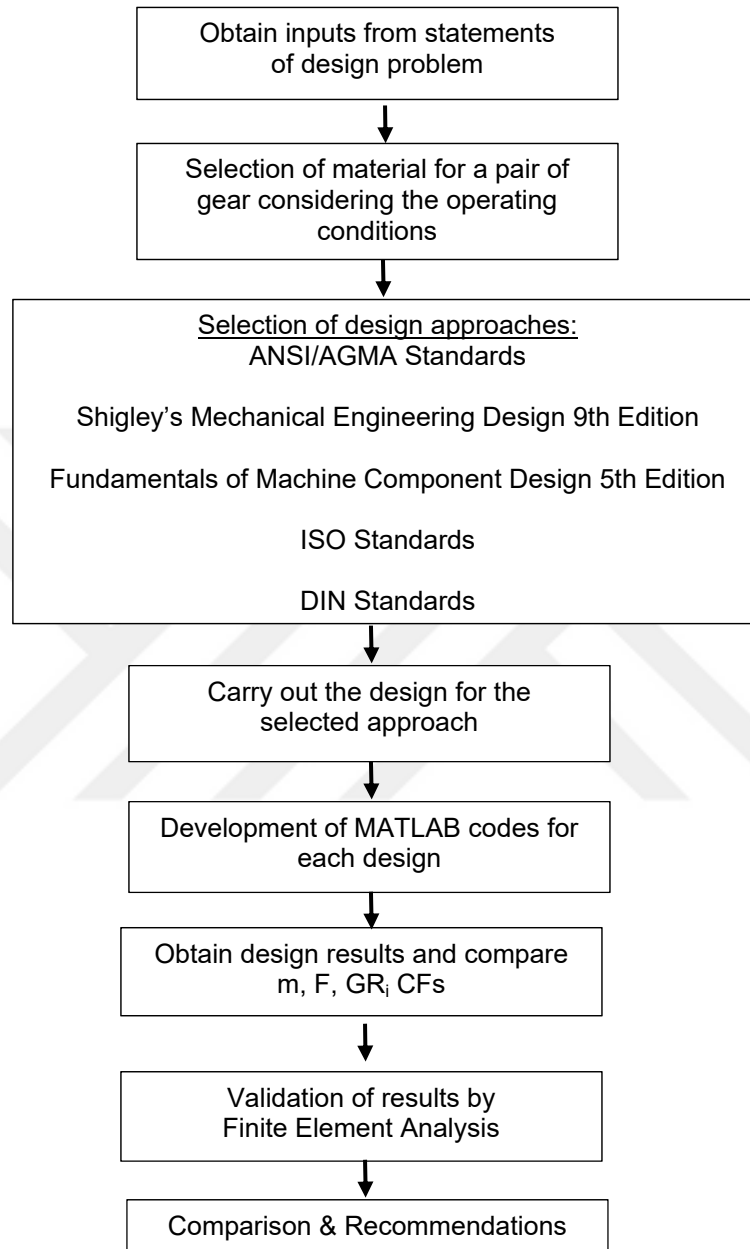 Obtain inputs from statements
of design problem
Selection of material for a pair of
gear considering the operating
conditions
Selection of design approaches:
ANSI/AGMA Standards
Shigley’s Mechanical Engineering Design 9th Edition
Fundamentals of Machine Component Design 5th Edition
ISO Standards
DIN Standards
Carry out the design for the
selected approach
Development of MATLAB codes for
each design
Obtain design results and compare
m, F, GRi CFs
Validation of results by
Finite Element Analysis
Comparison & Recommendations